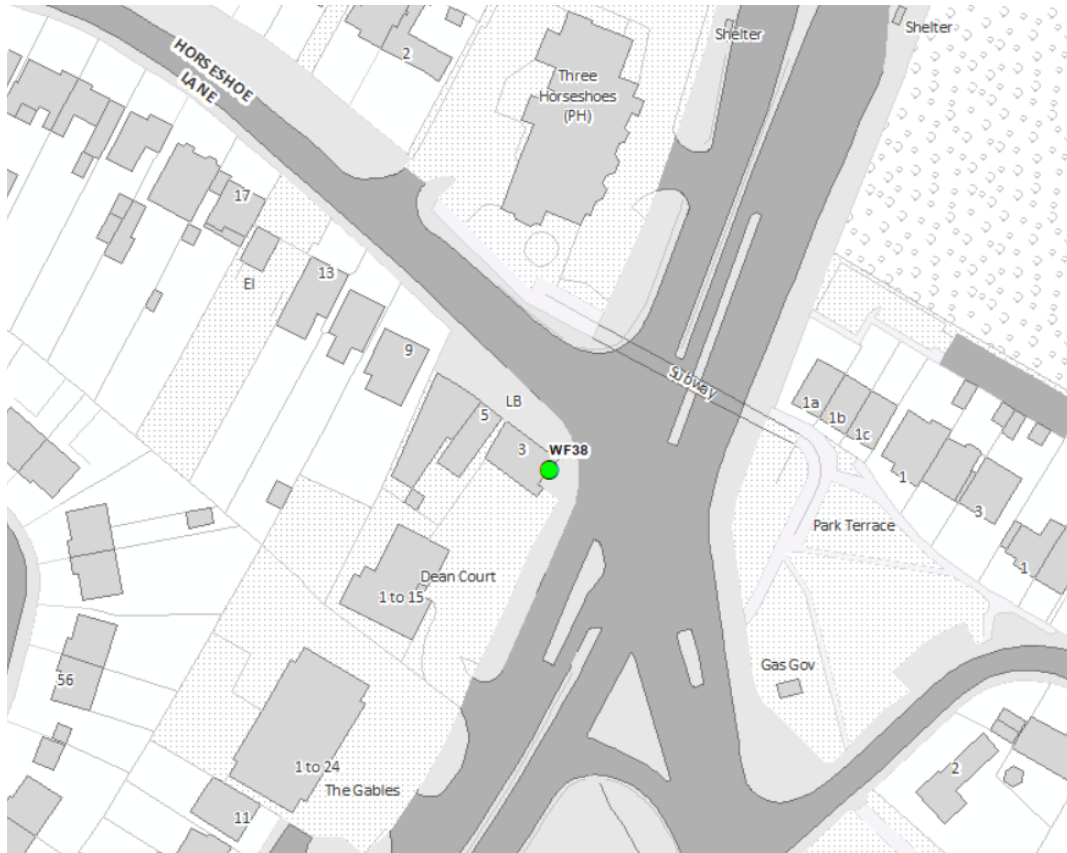 Shelter
Shelter
HORSESHOE
LANE
2
Three
Horseshoes
(PH)
17
El
13
9
Subway
LB
5
3
WF38
1a
1b
1c
1
3
1
Park Terrace
Dean Court
1 to 15
Gas Gov
56
1 to 24
The Gables
11
2